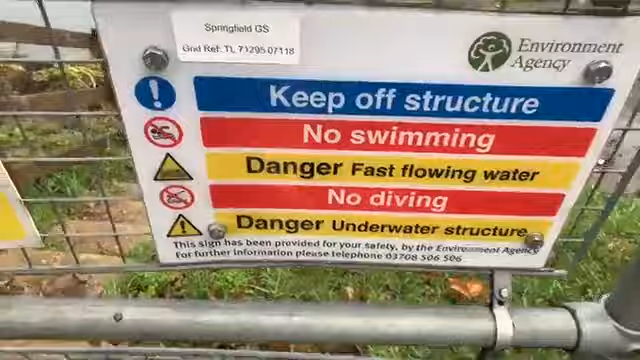 Springfield GS
Grid Ref: TL 71295 07118
Environment
Agency
Keep off structure
No swimming
Danger Fast flowing water
No diving
Danger Underwater structure
This sign has been provided for your safety, by the Environment Agency
For further information please telephone 03708 506 506